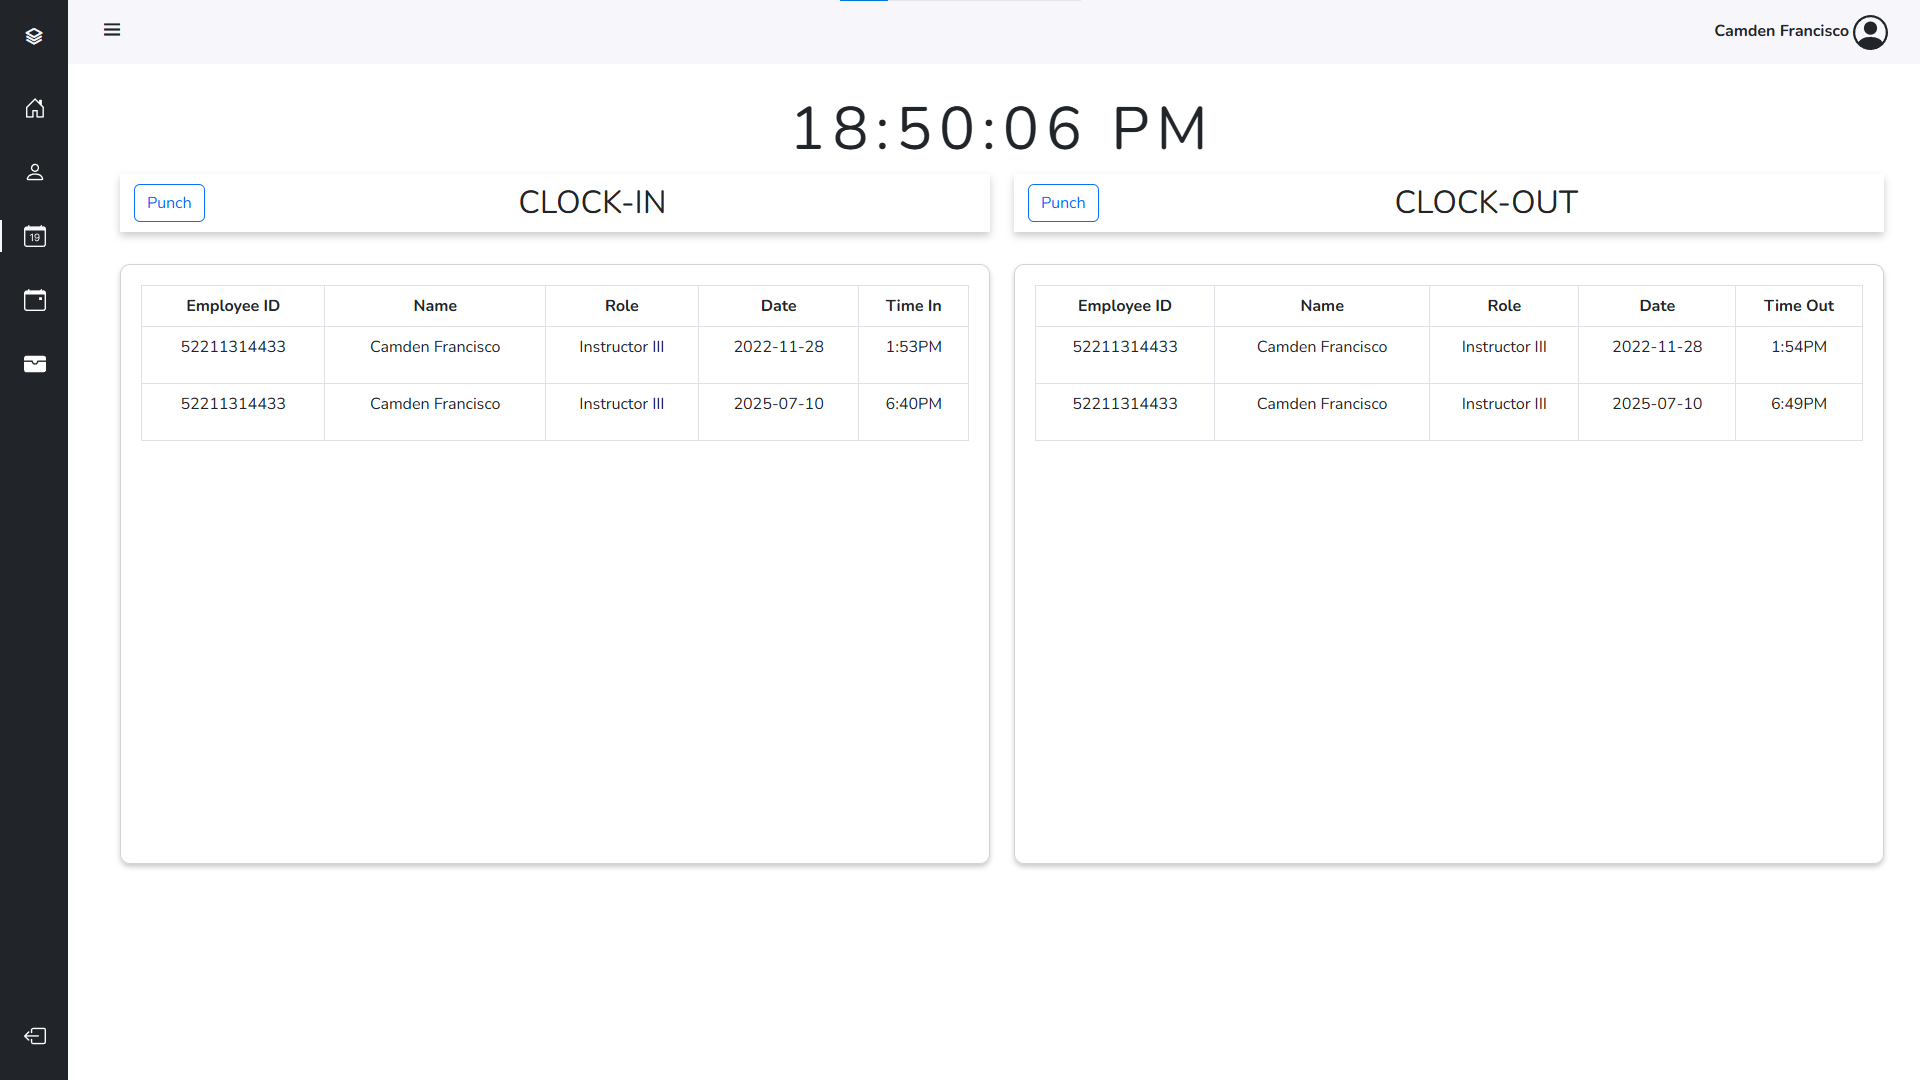 Camden Francisco
18:50:06 PM
Punch CLOCK-IN
Punch CLOCK-OUT
19
Employee ID Name Role Date Time In
52211314433 Camden Francisco Instructor III 2022-11-28 1:53PM
52211314433 Camden Francisco Instructor III 2025-07-10 6:40PM
Employee ID Name Role Date Time Out
52211314433 Camden Francisco Instructor III 2022-11-28 1:54PM
52211314433 Camden Francisco Instructor III 2025-07-10 6:49PM